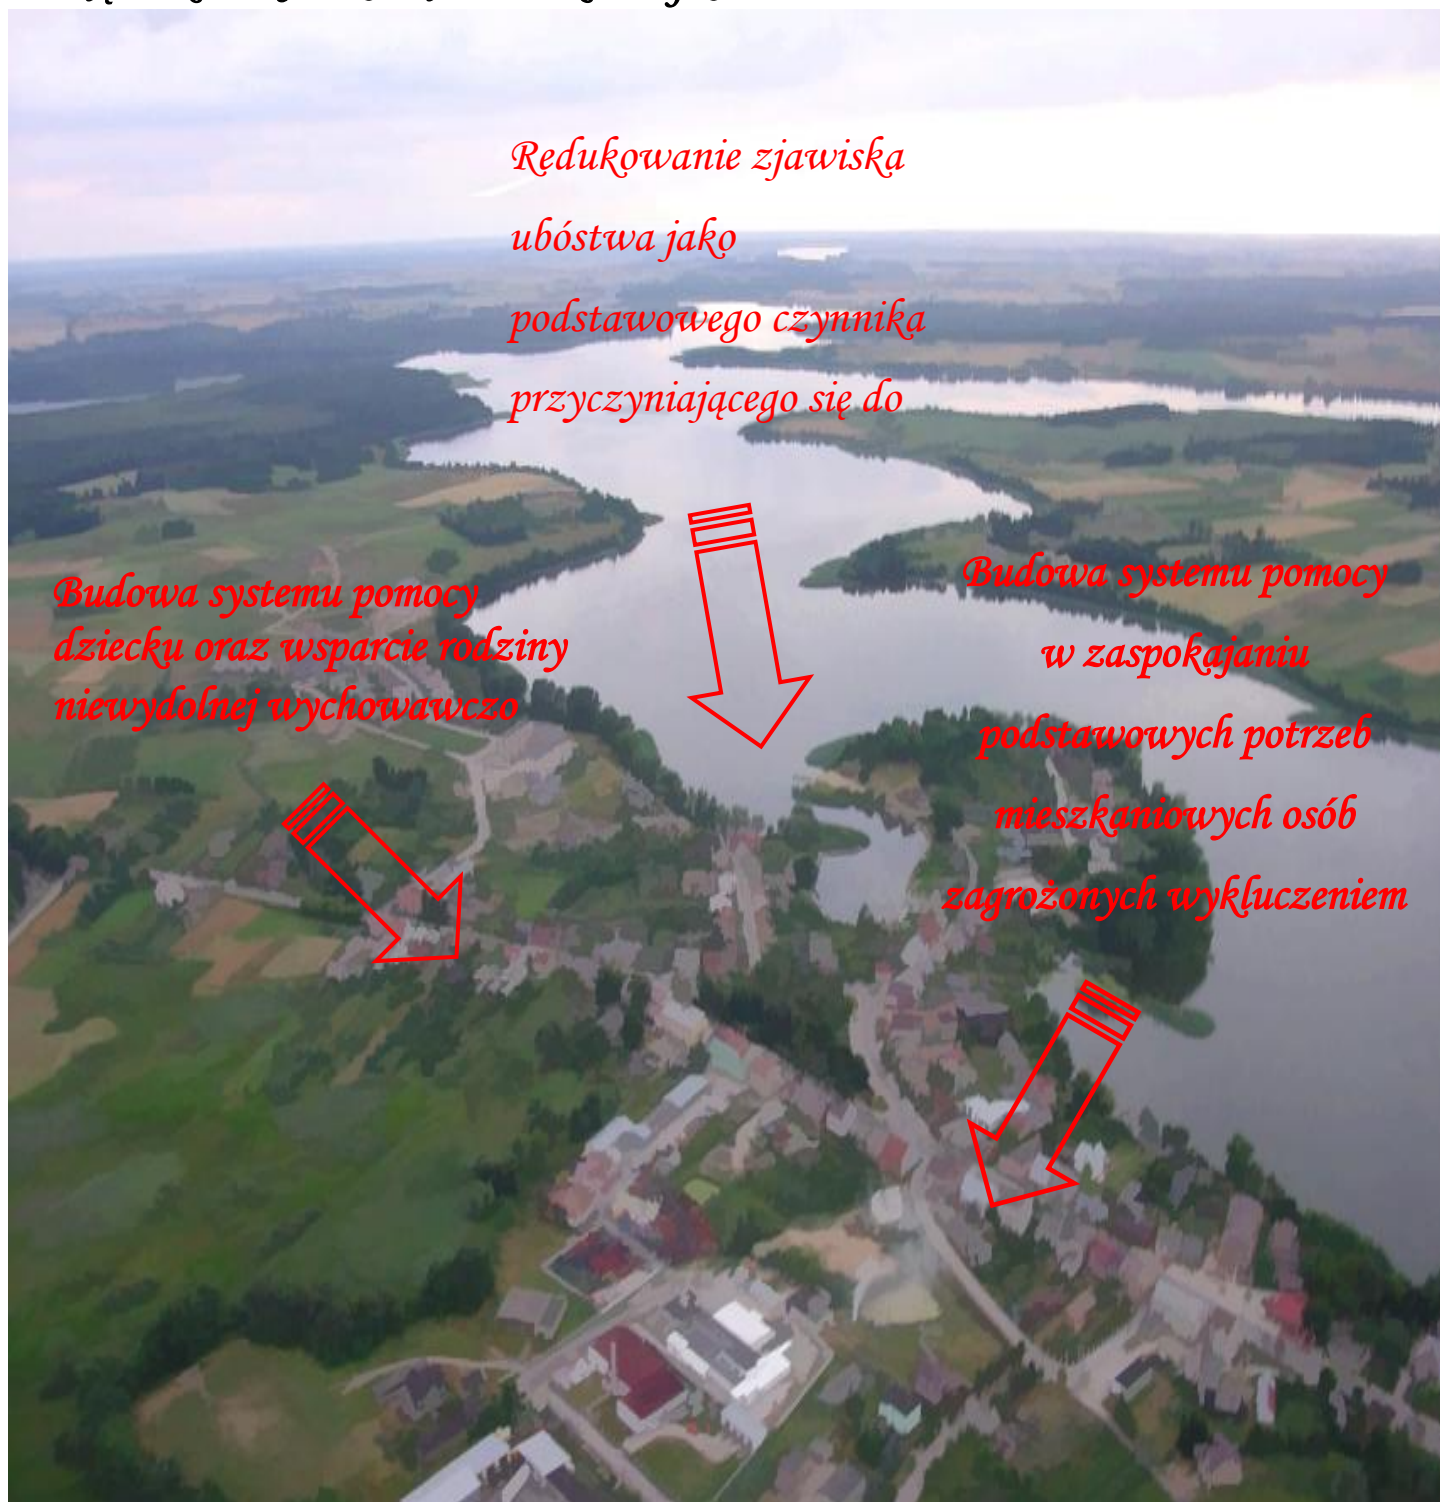 Redukowanie zjawiska
ubóstwa jako
podstawowego czynnika
przyczyniającego się do
Budowa systemu pomocy
dziecku oraz wsparcie rodziny
niewydolnej wychowawczo
Budowa systemu pomocy
w zaspokajaniu
podstawowych potrzeb
mieszkaniowych osób
zagrożonych wykluczeniem